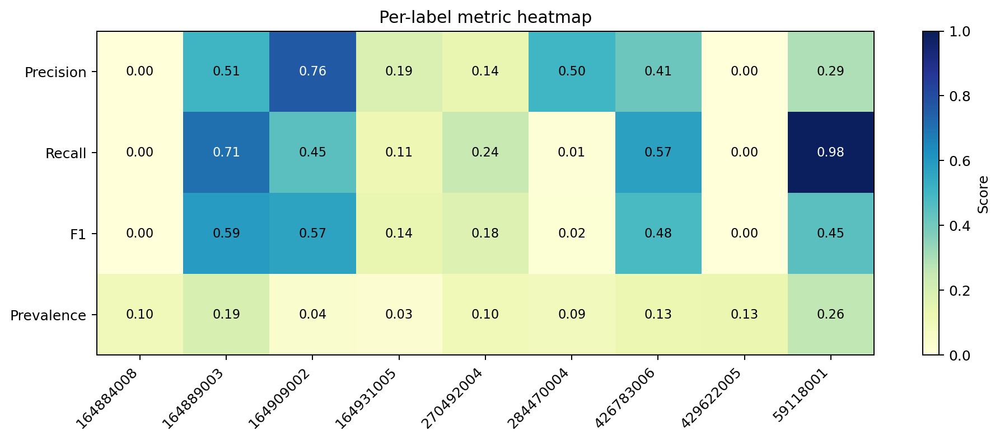 Per-label metric heatmap
Precision 0.00 0.51 0.76 0.19 0.14 0.50 0.41 0.00 0.29
Recall 0.00 0.71 0.45 0.11 0.24 0.01 0.57 0.00 0.98
F1 0.00 0.59 0.57 0.14 0.18 0.02 0.48 0.00 0.45
Prevalence 0.10 0.19 0.04 0.03 0.10 0.09 0.13 0.13 0.26
164884008 164889003 164909002 164931005 270492004 284470004 426783006 429622005 59118001
1.0
0.8
0.6
0.4
0.2
0.0
Score